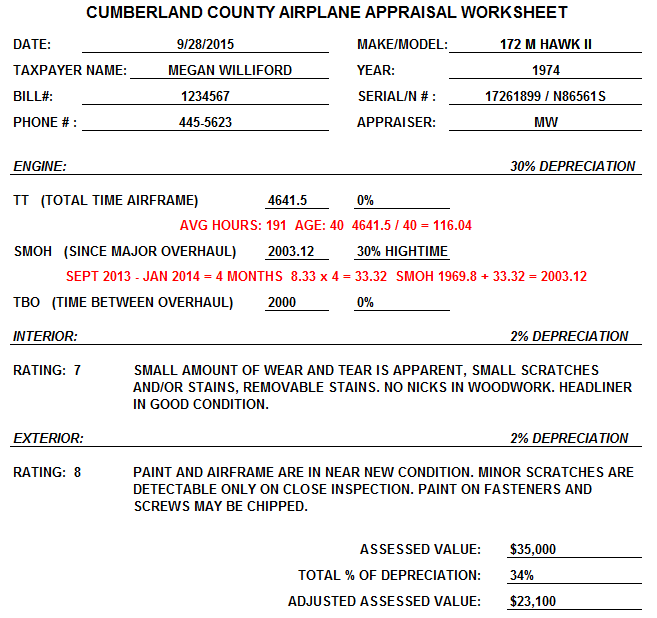 CUMBERLAND COUNTY AIRPLANE APPRAISAL WORKSHEET
DATE: 9/28/2015 MAKE/MODEL: 172 M HAWK II
TAXPAYER NAME: MEGAN WILLIFORD YEAR: 1974
BILL#: 1234567 SERIAL/N # : 17261899 / N86561S
PHONE # : 445-5623 APPRAISER: MW
ENGINE: 30% DEPRECIATION
TT (TOTAL TIME AIRFRAME) 4641.5 0%
AVG HOURS: 191 AGE: 40 4641.5 / 40 = 116.04
SMOH (SINCE MAJOR OVERHAUL) 2003.12 30% HIGHTIME
SEPT 2013 - JAN 2014 = 4 MONTHS 8.33 x 4 = 33.32 SMOH 1969.8 + 33.32 = 2003.12
TBO (TIME BETWEEN OVERHAUL) 2000 0%
INTERIOR: 2% DEPRECIATION
RATING: 7 SMALL AMOUNT OF WEAR AND TEAR IS APPARENT, SMALL SCRATCHES
AND/OR STAINS, REMOVABLE STAINS. NO NICKS IN WOODWORK. HEADLINER
IN GOOD CONDITION.
EXTERIOR: 2% DEPRECIATION
RATING: 8 PAINT AND AIRFRAME ARE IN NEAR NEW CONDITION. MINOR SCRATCHES ARE
DETECTABLE ONLY ON CLOSE INSPECTION. PAINT ON FASTENERS AND
SCREWS MAY BE CHIPPED.
ASSESSED VALUE: $35,000
TOTAL % OF DEPRECIATION: 34%
ADJUSTED ASSESSED VALUE: $23,100